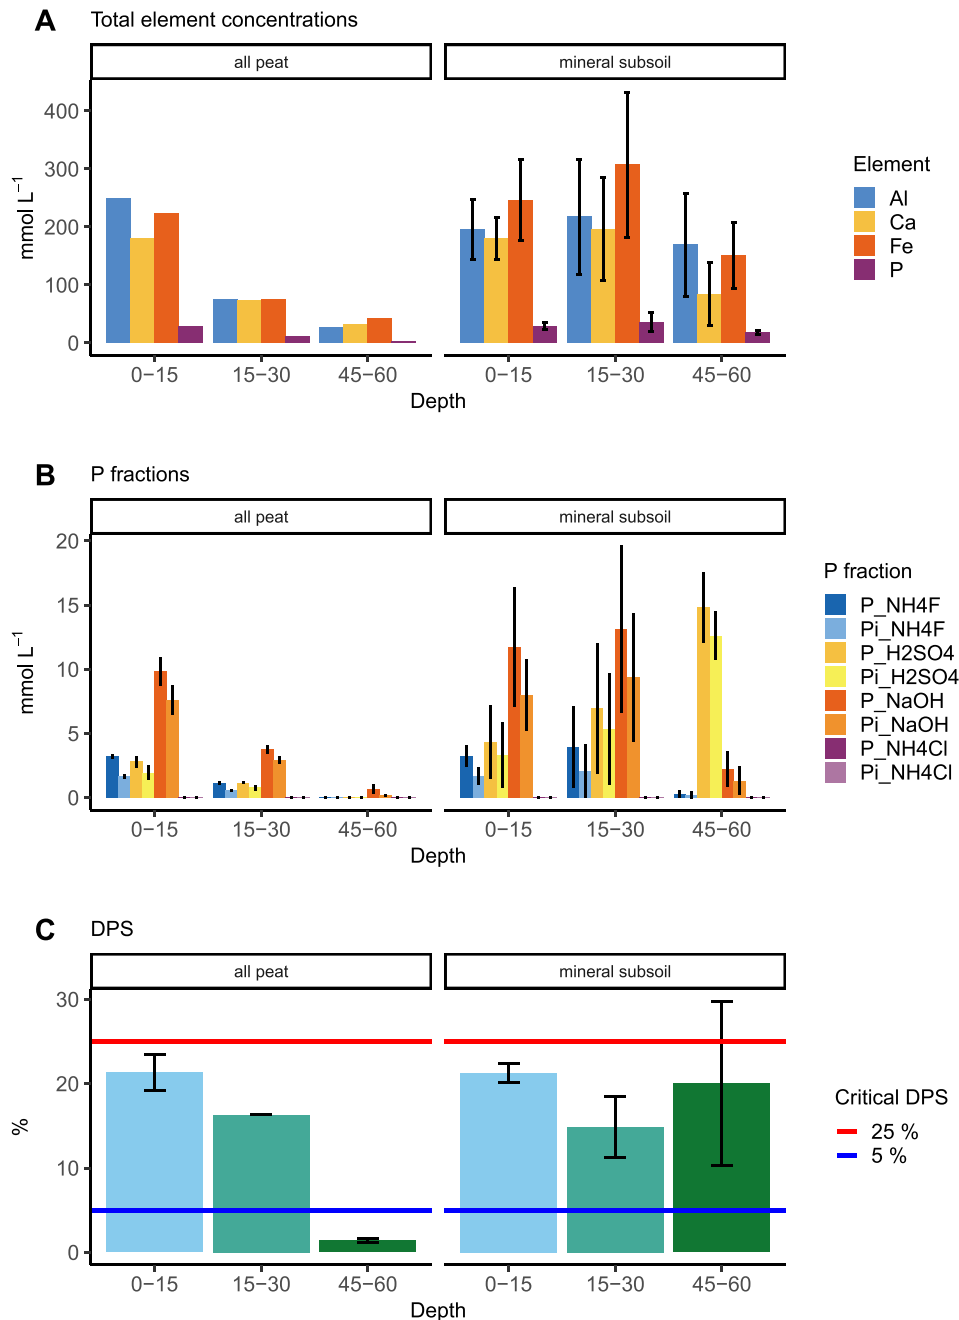 A Total element concentrations
all peat
mineral subsoil
400
300
200
100
0
mmol L⁻¹
0−15
15−30
45−60
0−15
15−30
45−60
Depth
Element
Al
Ca
Fe
P
B P fractions
all peat
mineral subsoil
20
15
10
5
0
mmol L⁻¹
0−15
15−30
45−60
0−15
15−30
45−60
Depth
P fraction
P_NH4F
Pi_NH4F
P_H2SO4
Pi_H2SO4
P_NaOH
Pi_NaOH
P_NH4Cl
Pi_NH4Cl
C DPS
all peat
mineral subsoil
30
20
10
0
%
0−15
15−30
45−60
0−15
15−30
45−60
Depth
Critical DPS
25 %
5 %